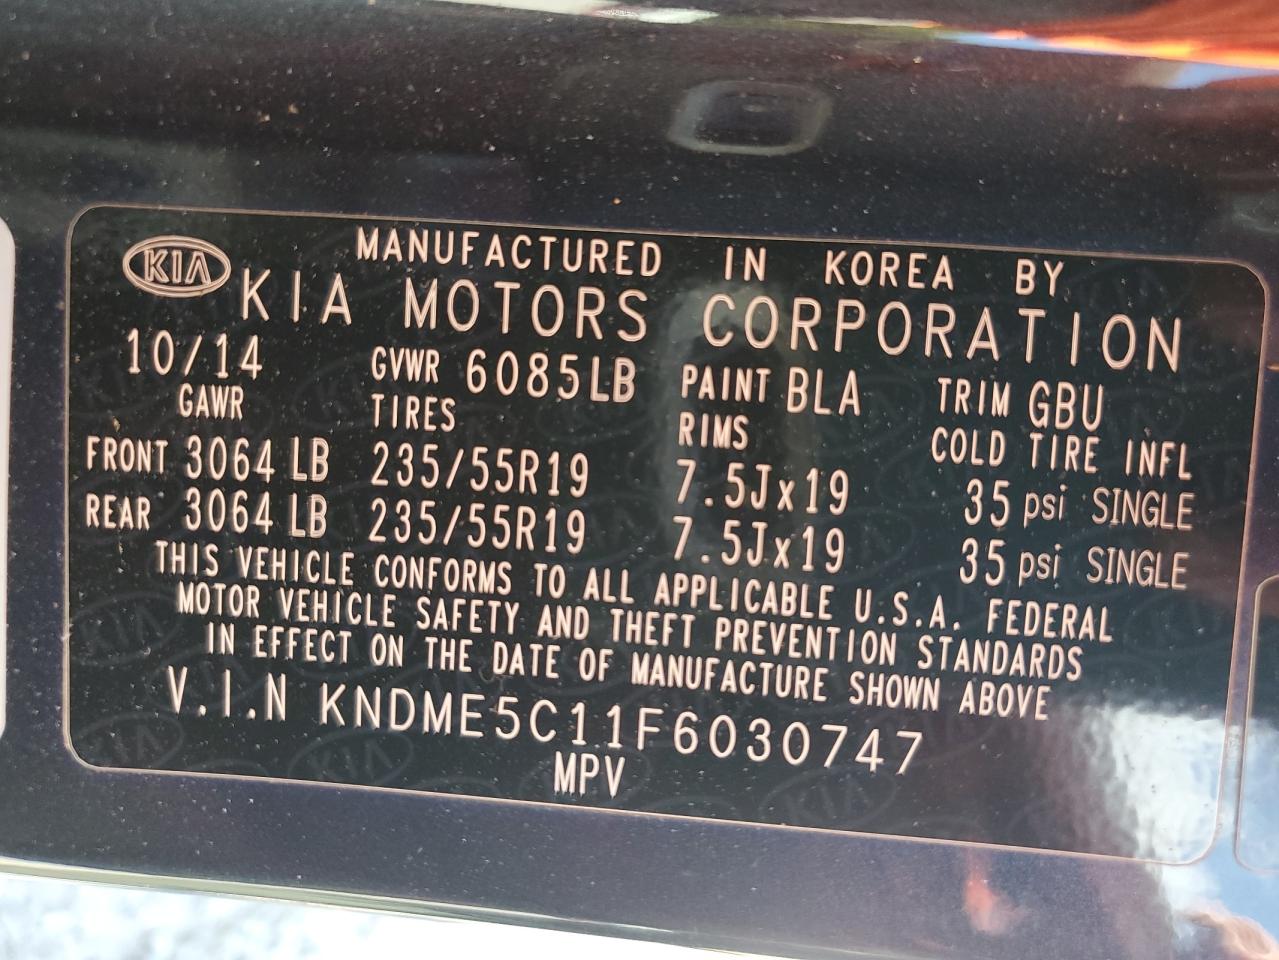 KIA
MANUFACTURED IN KOREA BY
KIA MOTORS CORPORATION
10/14 GVWR 6085LB PAINT BLA TRIM GBU
GAWR TIRES RIMS COLD TIRE INFL
FRONT 3064 LB 235/55R19 7.5Jx19 35 psi SINGLE
REAR 3064 LB 235/55R19 7.5Jx19 35 psi SINGLE
THIS VEHICLE CONFORMS TO ALL APPLICABLE U.S.A. FEDERAL
MOTOR VEHICLE SAFETY AND THEFT PREVENTION STANDARDS
IN EFFECT ON THE DATE OF MANUFACTURE SHOWN ABOVE
V.I.N KNDME5C11F6030747
MPV